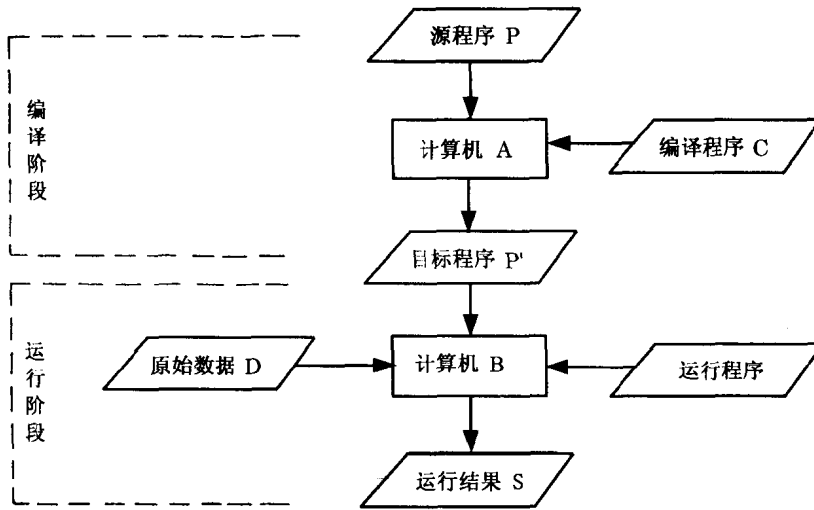 源程序 P
编译阶段
计算机 A
编译程序 C
目标程序 P'
运行阶段
原始数据 D
计算机 B
运行程序
运行结果 S